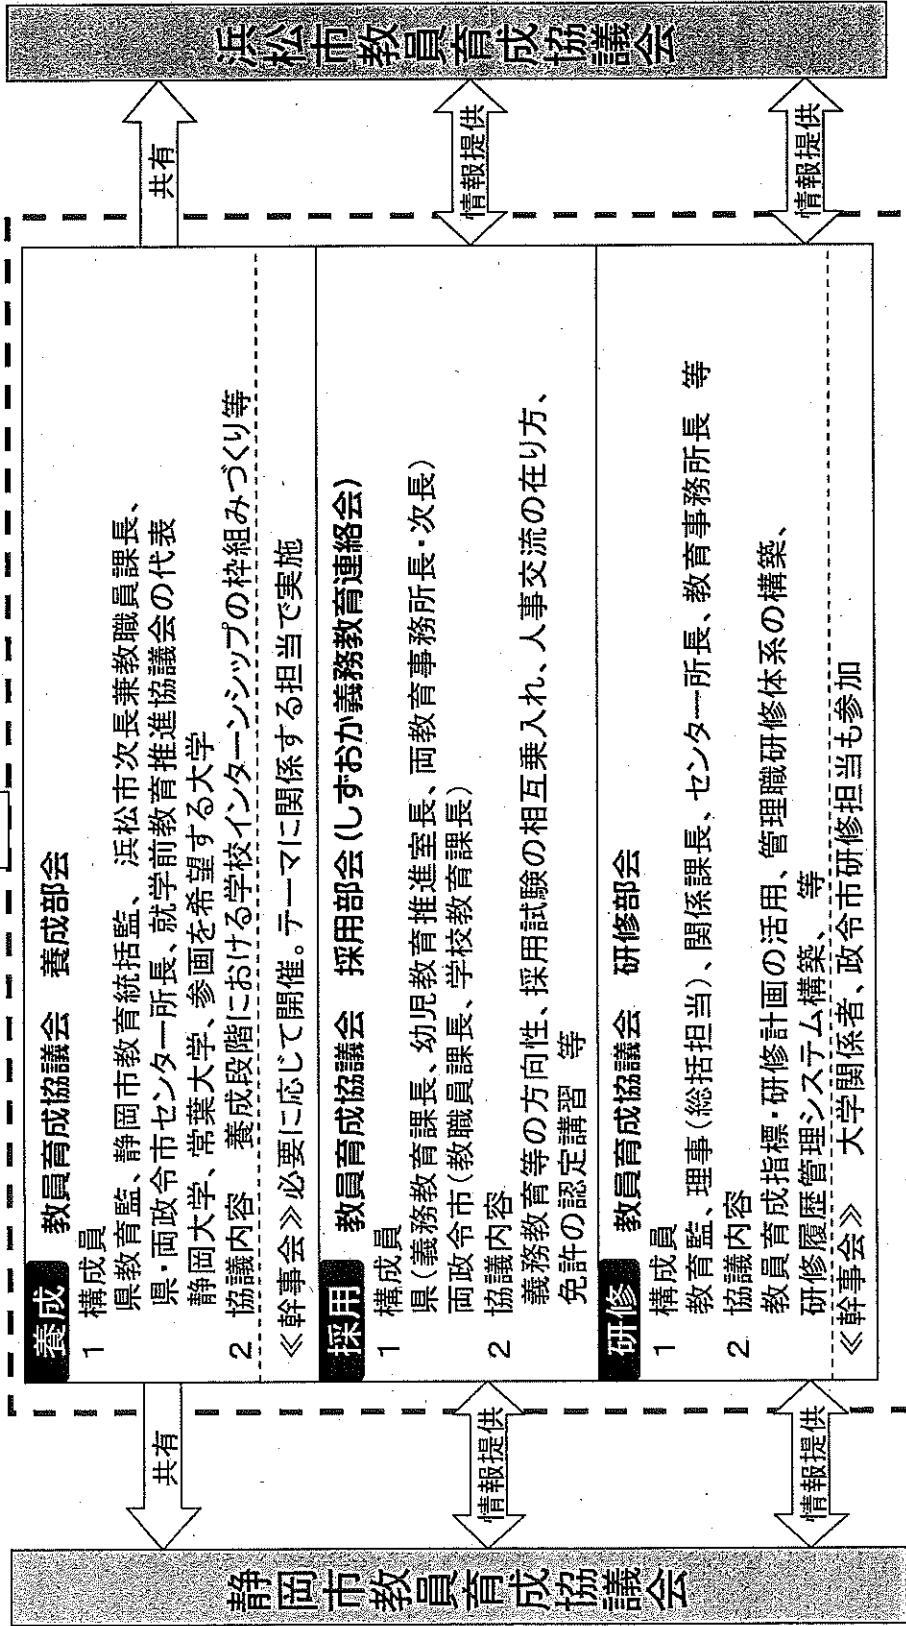 静岡市教員育成協議会
共有
情報提供
情報提供
養成 教員育成協議会 養成部会
1 構成員
県教育監、静岡市教育統括監、浜松市次長兼教職員課長、
県・両政令市センター所長、就学前教育推進協議会の代表
静岡大学、常葉大学、参画を希望する大学
2 協議内容 養成段階における学校インターンシップの枠組みづくり等
≪幹事会≫必要に応じて開催。テーマに関係する担当で実施
採用 教員育成協議会 採用部会(しずおか義務教育連絡会)
1 構成員
県(義務教育課長、幼児教育推進室長、両教育事務所長・次長)
両政令市(教職員課長、学校教育課長)
2 協議内容
義務教育等の方向性、採用試験の相互乗入れ、人事交流の在り方、
免許の認定講習 等
研修 教員育成協議会 研修部会
1 構成員
教育監、理事(総括担当)、関係課長、センター所長、教育事務所長 等
2 協議内容
教員育成指標・研修計画の活用、管理職研修体系の構築、
研修履歴管理システム構築、 等
≪幹事会≫ 大学関係者、政令市研修担当も参加
共有
情報提供
情報提供
浜松市教員育成協議会